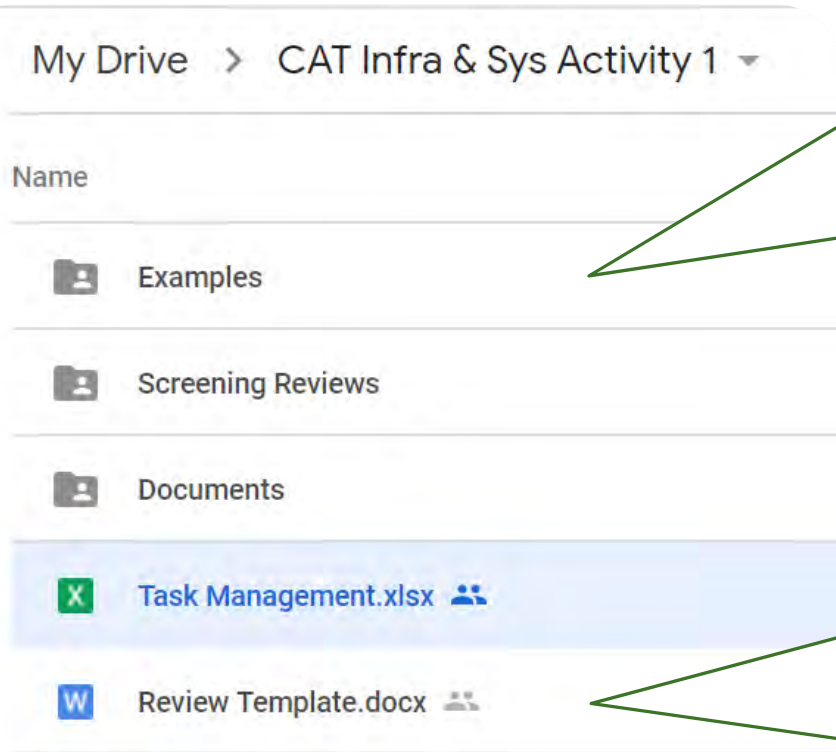 My Drive > CAT Infra & Sys Activity 1
Name
Examples
Screening Reviews
Documents
X Task Management.xlsx
W Review Template.docx